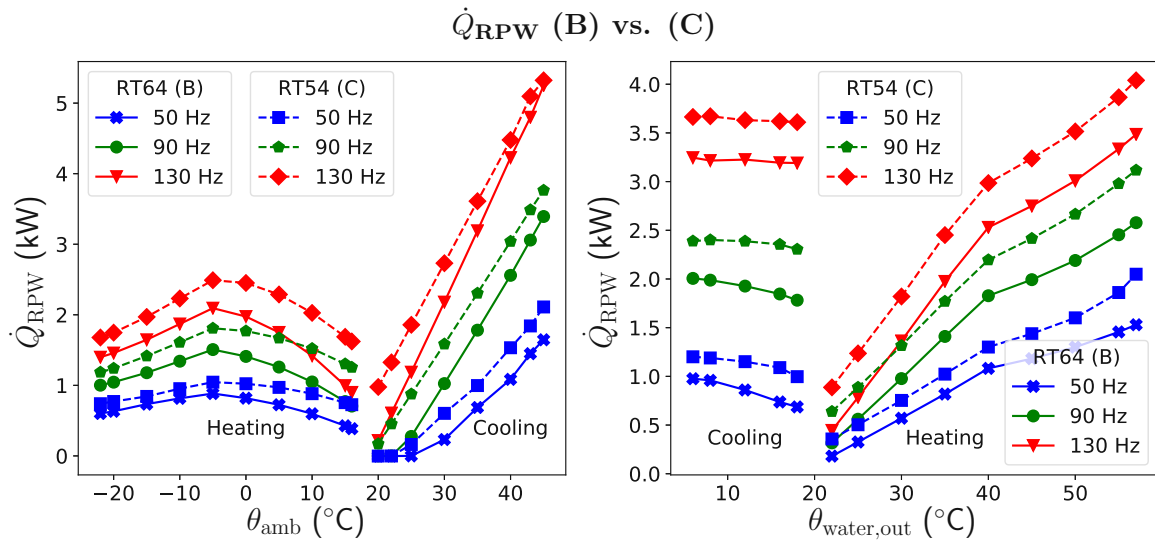 Q̇RPW (B) vs. (C)
Q̇RPW (kW)
5
4
3
2
1
0
RT64 (B)
50 Hz
90 Hz
130 Hz
RT54 (C)
50 Hz
90 Hz
130 Hz
Heating
Cooling
−20 −10 0 10 20 30 40
θamb (°C)
Q̇RPW (kW)
4.0
3.5
3.0
2.5
2.0
1.5
1.0
0.5
0.0
RT54 (C)
50 Hz
90 Hz
130 Hz
RT64 (B)
50 Hz
90 Hz
130 Hz
Cooling
Heating
10 20 30 40 50
θwater,out (°C)